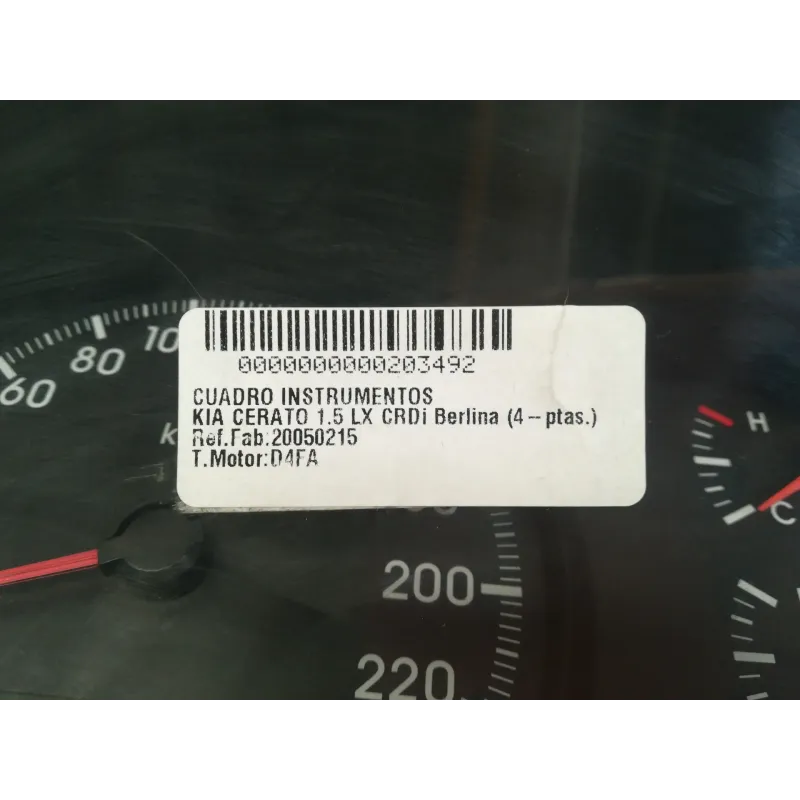 60
80
10
k
0000000000203492
CUADRO INSTRUMENTOS
KIA CERATO 1.5 LX CRDi Berlina (4-ptas.)
Ref.Fab:20050215
T.Motor:D4FA
H
C
200
220